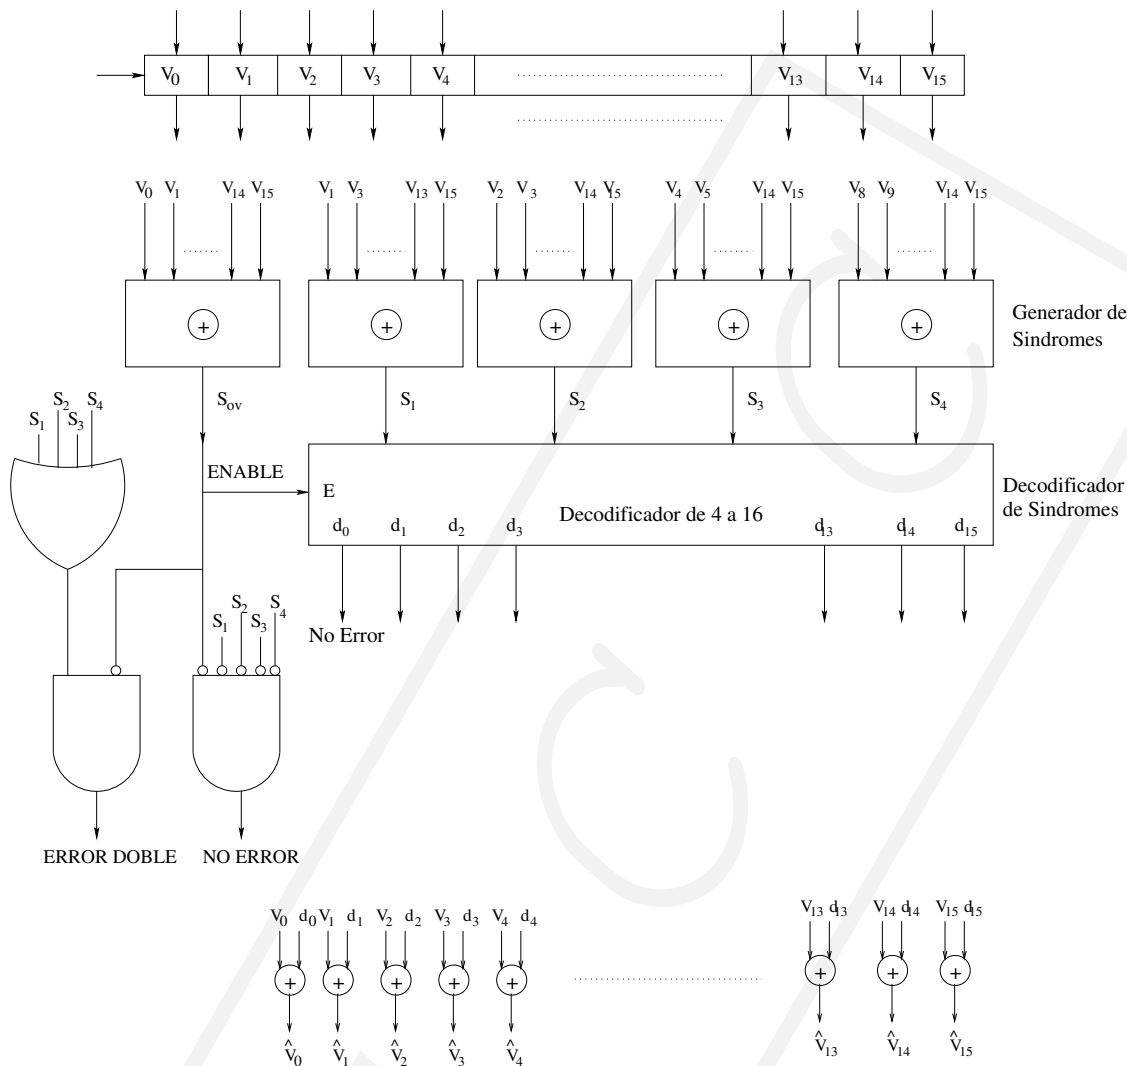 V0 V1 V2 V3 V4 V13 V14 V15
V0 V1 V14 V15 V1 V3 V13 V15 V2 V3 V14 V15 V4 V5 V14 V15 V8 V9 V14 V15
+ + + + +
Generador de
Sindromes
Sov S1 S2 S3 S4
S1 S2 S3 S4
ENABLE
E
Decodificador de 4 a 16
d0 d1 d2 d3 d13 d14 d15
Decodificador
de Sindromes
No Error
S1 S2 S3 S4
ERROR DOBLE NO ERROR
V0 d0 V1 d1 V2 d2 V3 d3 V4 d4 V13 d13 V14 d14 V15 d15
+ + + + + + + +
V̂0 V̂1 V̂2 V̂3 V̂4 V̂13 V̂14 V̂15
C C